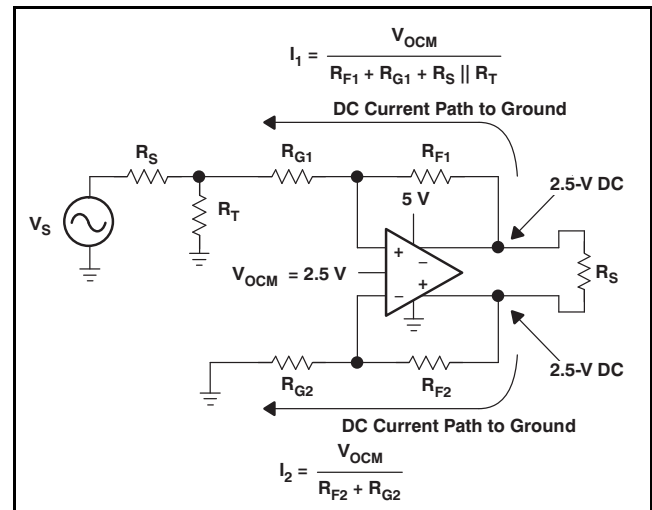 I1 = VOCM / RF1 + RG1 + RS || RT
DC Current Path to Ground
RS
RG1
RF1
2.5-V DC
RT
5 V
VS
+
−
VOCM = 2.5 V
−
+
RS
RG2
RF2
2.5-V DC
DC Current Path to Ground
I2 = VOCM / RF2 + RG2